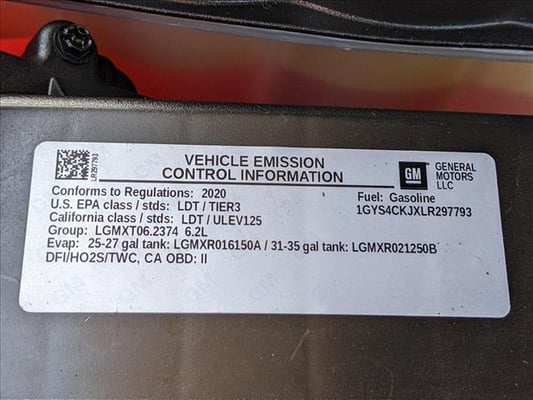 LR297793
VEHICLE EMISSION
CONTROL INFORMATION
GM
GENERAL
MOTORS
LLC
Conforms to Regulations: 2020
Fuel: Gasoline
U.S. EPA class / stds: LDT / TIER3
1GYS4CKJXLR297793
California class / stds: LDT / ULEV125
Group: LGMXT06.2374 6.2L
Evap: 25-27 gal tank: LGMXR016150A / 31-35 gal tank: LGMXR021250B
DFI/HO2S/TWC, CA OBD: II